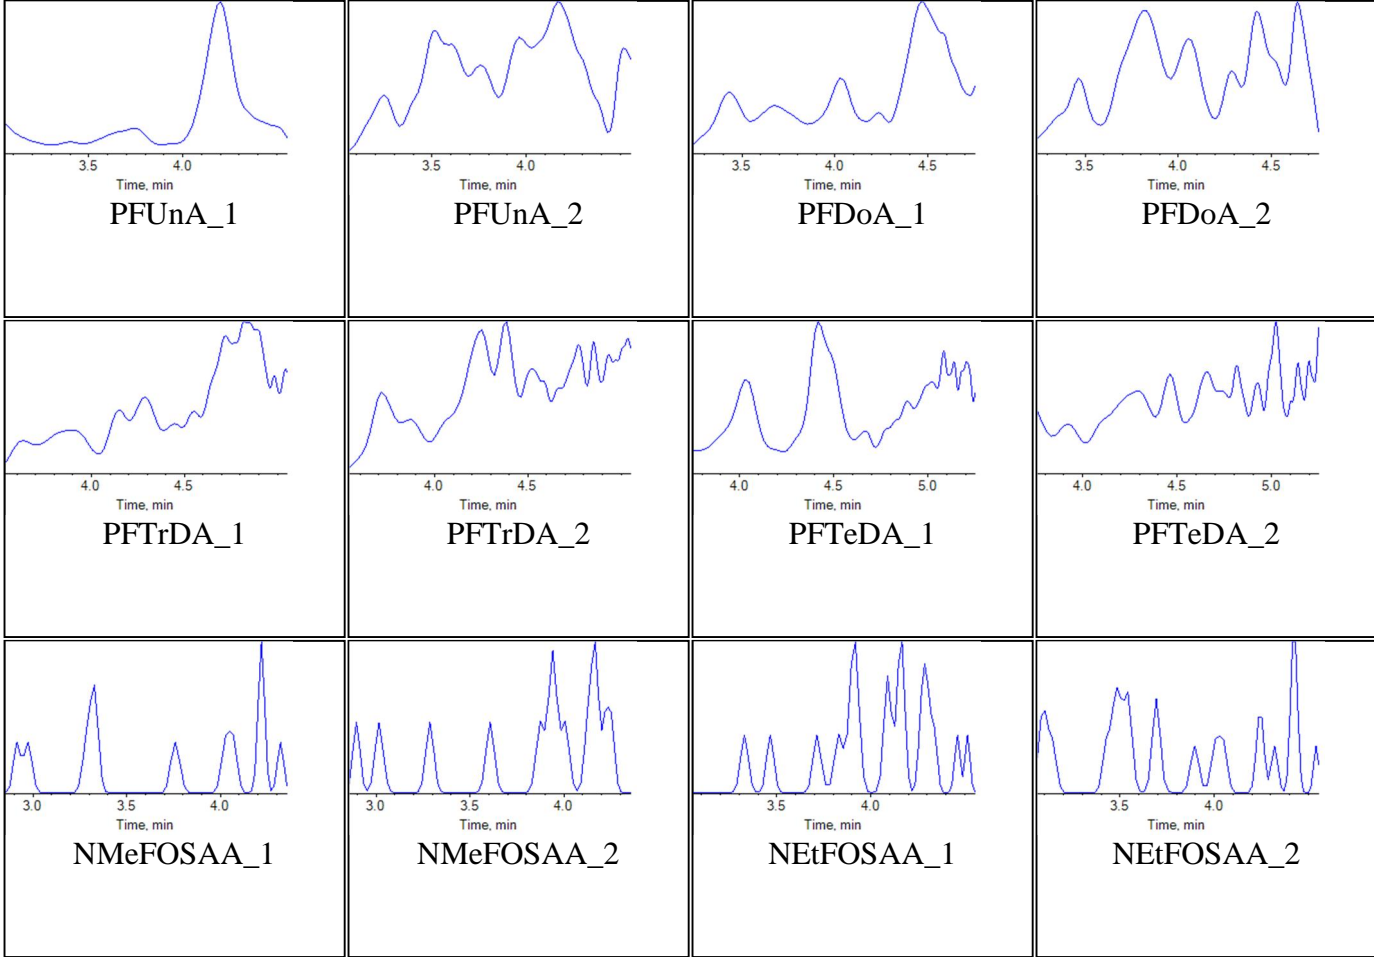 3.5 4.0
Time, min
PFUnA_1
3.5 4.0
Time, min
PFUnA_2
3.5 4.0 4.5
Time, min
PFDoA_1
3.5 4.0 4.5
Time, min
PFDoA_2
4.0 4.5
Time, min
PFTrDA_1
4.0 4.5
Time, min
PFTrDA_2
4.0 4.5 5.0
Time, min
PFTeDA_1
4.0 4.5 5.0
Time, min
PFTeDA_2
3.0 3.5 4.0
Time, min
NMeFOSAA_1
3.0 3.5 4.0
Time, min
NMeFOSAA_2
3.5 4.0
Time, min
NEtFOSAA_1
3.5 4.0
Time, min
NEtFOSAA_2